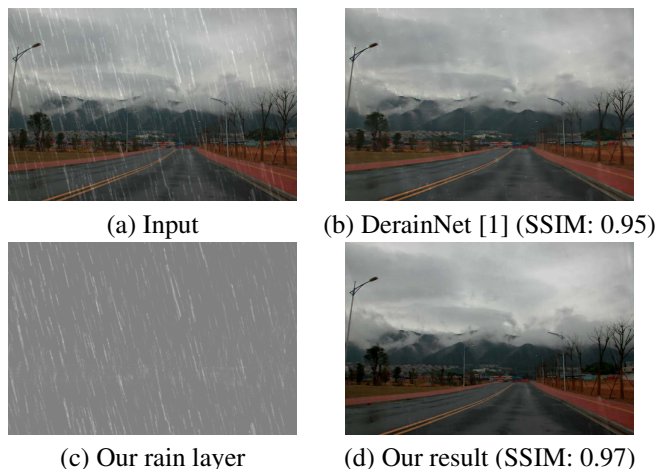 (a) Input
(b) DerainNet [1] (SSIM: 0.95)
(c) Our rain layer
(d) Our result (SSIM: 0.97)